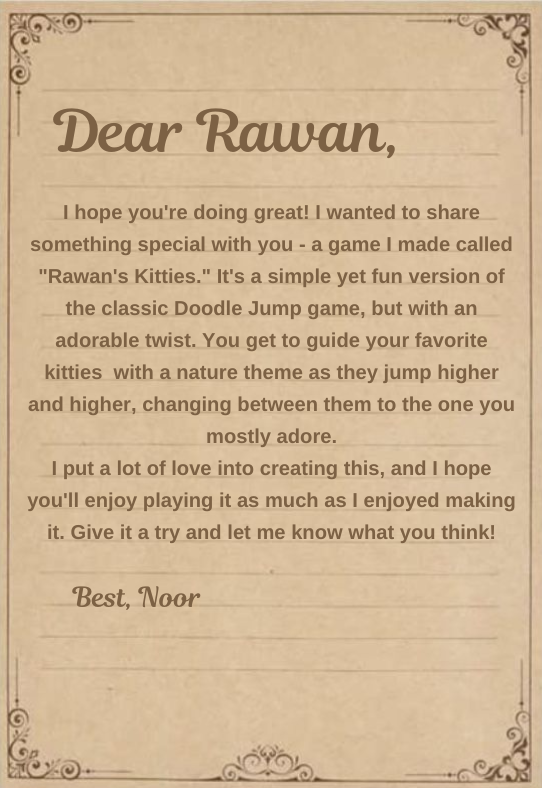 Dear Rawan,
I hope you're doing great! I wanted to share
something special with you - a game I made called
"Rawan's Kitties." It's a simple yet fun version of
the classic Doodle Jump game, but with an
adorable twist. You get to guide your favorite
kitties  with a nature theme as they jump higher
and higher, changing between them to the one you
mostly adore.
I put a lot of love into creating this, and I hope
you'll enjoy playing it as much as I enjoyed making
it. Give it a try and let me know what you think!
Best, Noor